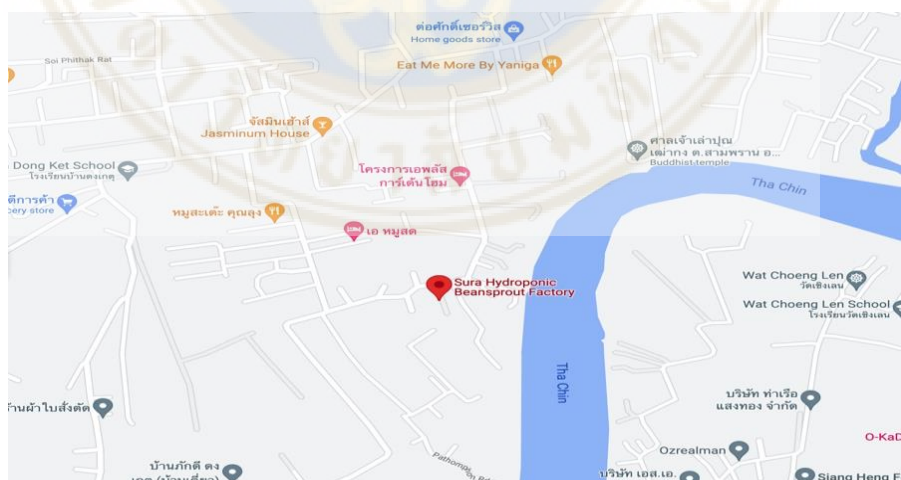 ต่อศักดิ์เซอร์วิส
Home goods store
Soi Phithak Rat
Eat Me More By Yaniga
จัสมินเฮ้าส์
Jasminum House
ศาลเจ้าเล่าปุณ
เฒ่ากง ต.สามพราน อ...
Buddhist temple
Dong Ket School
โรงเรียนบ้านดงเกตุ
โครงการเอพลัส
การ์เด้นโฮม
Tha Chin
ตีการค้า
cery store
หมูสะเต๊ะ คุณลุง
เอ หมูสด
Sura Hydroponic
Beansprout Factory
Wat Choeng Len
วัดเชิงเลน
Wat Choeng Len School
โรงเรียนวัดเชิงเลน
Tha Chin
บริษัท ท่าเรือ
แสงทอง จำกัด
านผ้าใบสั่งตัด
O-KaD
Ozrealman
บ้านภักดี ดง
บริษัท เอส.เอ.
Siang Heng F